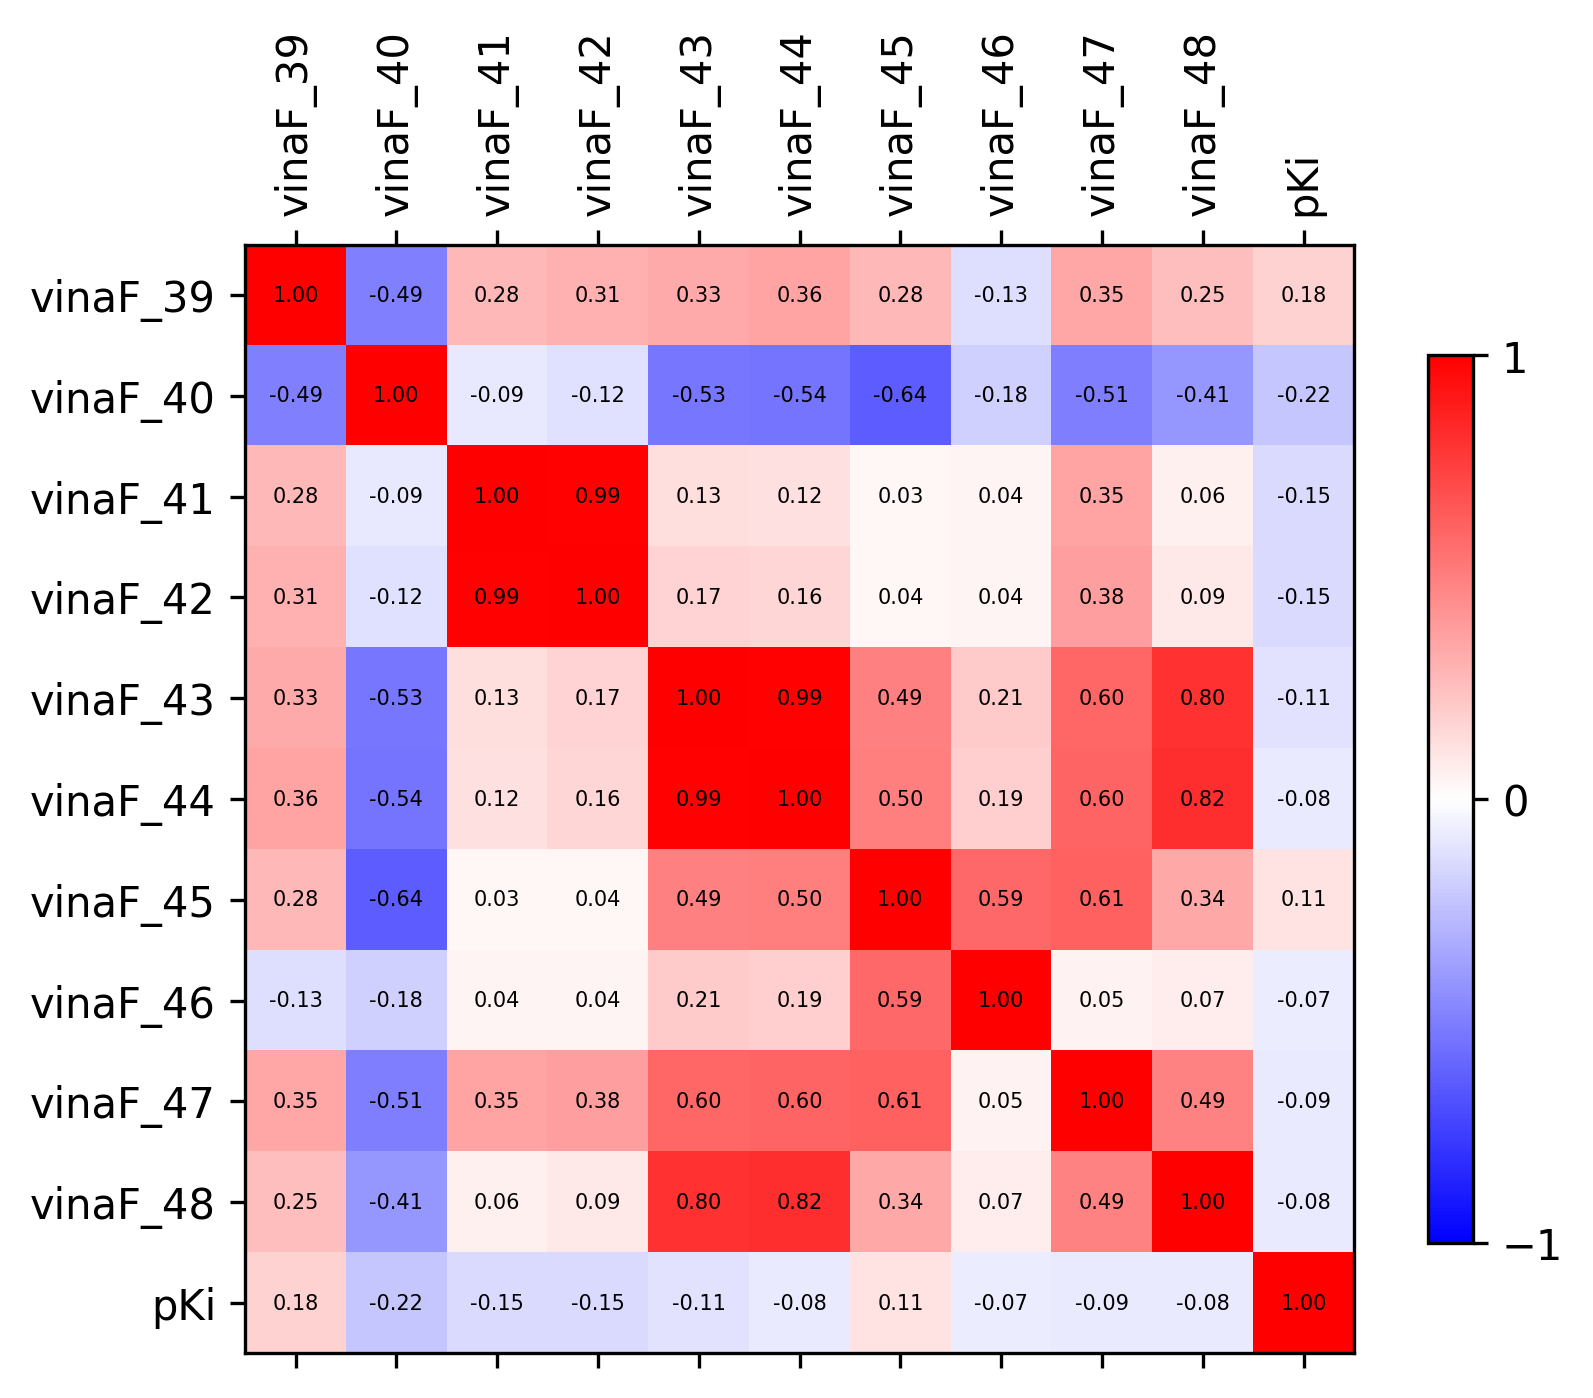 vinaF_39 vinaF_40 vinaF_41 vinaF_42 vinaF_43 vinaF_44 vinaF_45 vinaF_46 vinaF_47 vinaF_48 pKi
vinaF_39 1.00 -0.49 0.28 0.31 0.33 0.36 0.28 -0.13 0.35 0.25 0.18
vinaF_40 -0.49 1.00 -0.09 -0.12 -0.53 -0.54 -0.64 -0.18 -0.51 -0.41 -0.22
vinaF_41 0.28 -0.09 1.00 0.99 0.13 0.12 0.03 0.04 0.35 0.06 -0.15
vinaF_42 0.31 -0.12 0.99 1.00 0.17 0.16 0.04 0.04 0.38 0.09 -0.15
vinaF_43 0.33 -0.53 0.13 0.17 1.00 0.99 0.49 0.21 0.60 0.80 -0.11
vinaF_44 0.36 -0.54 0.12 0.16 0.99 1.00 0.50 0.19 0.60 0.82 -0.08
vinaF_45 0.28 -0.64 0.03 0.04 0.49 0.50 1.00 0.59 0.61 0.34 0.11
vinaF_46 -0.13 -0.18 0.04 0.04 0.21 0.19 0.59 1.00 0.05 0.07 -0.07
vinaF_47 0.35 -0.51 0.35 0.38 0.60 0.60 0.61 0.05 1.00 0.49 -0.09
vinaF_48 0.25 -0.41 0.06 0.09 0.80 0.82 0.34 0.07 0.49 1.00 -0.08
pKi 0.18 -0.22 -0.15 -0.15 -0.11 -0.08 0.11 -0.07 -0.09 -0.08 1.00
1
0
−1